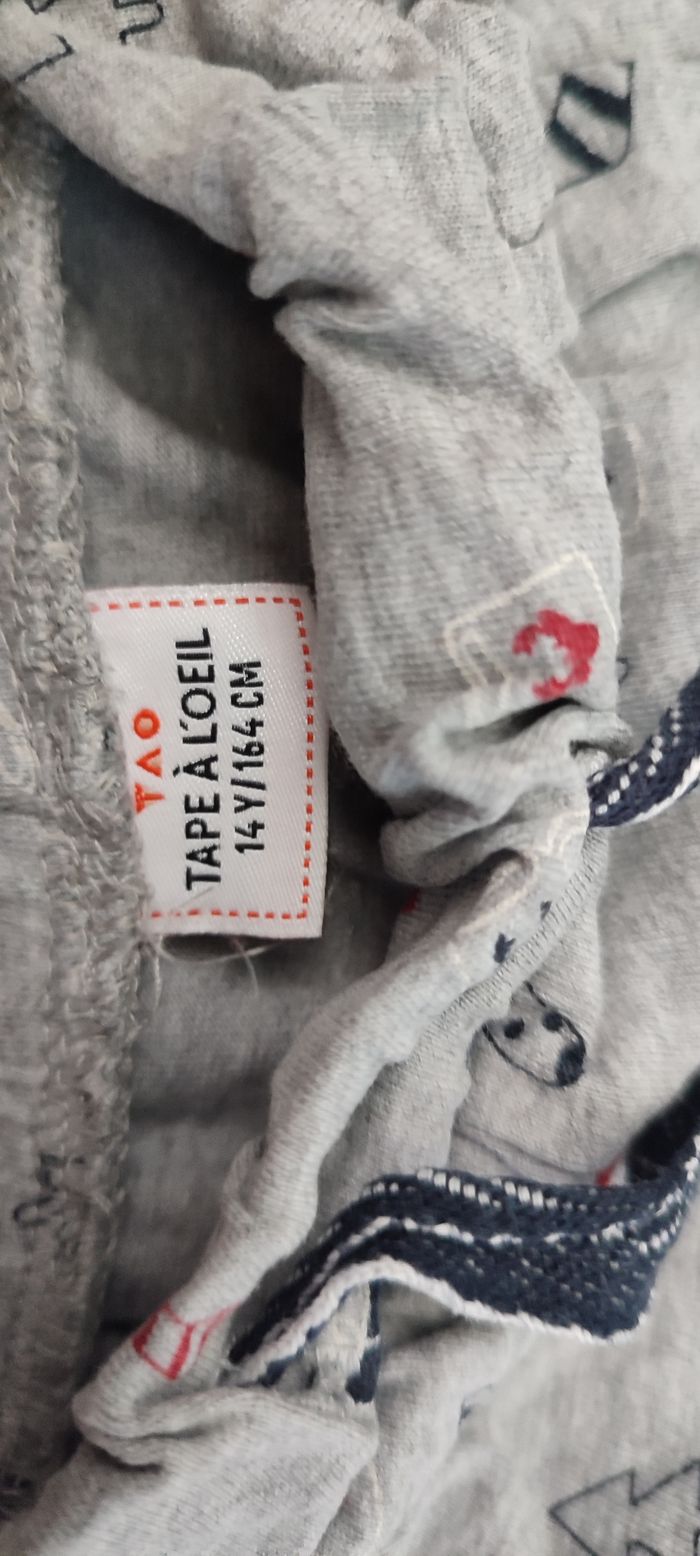 TAO
TAPE À L'OEIL
14 Y/164 CM